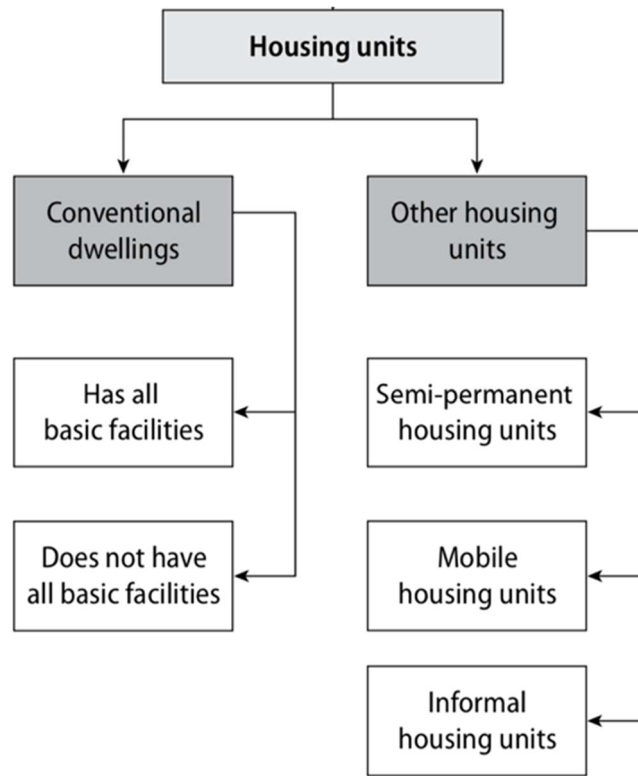 Housing units
Conventional
dwellings
Other housing
units
Has all
basic facilities
Semi-permanent
housing units
Does not have
all basic facilities
Mobile
housing units
Informal
housing units